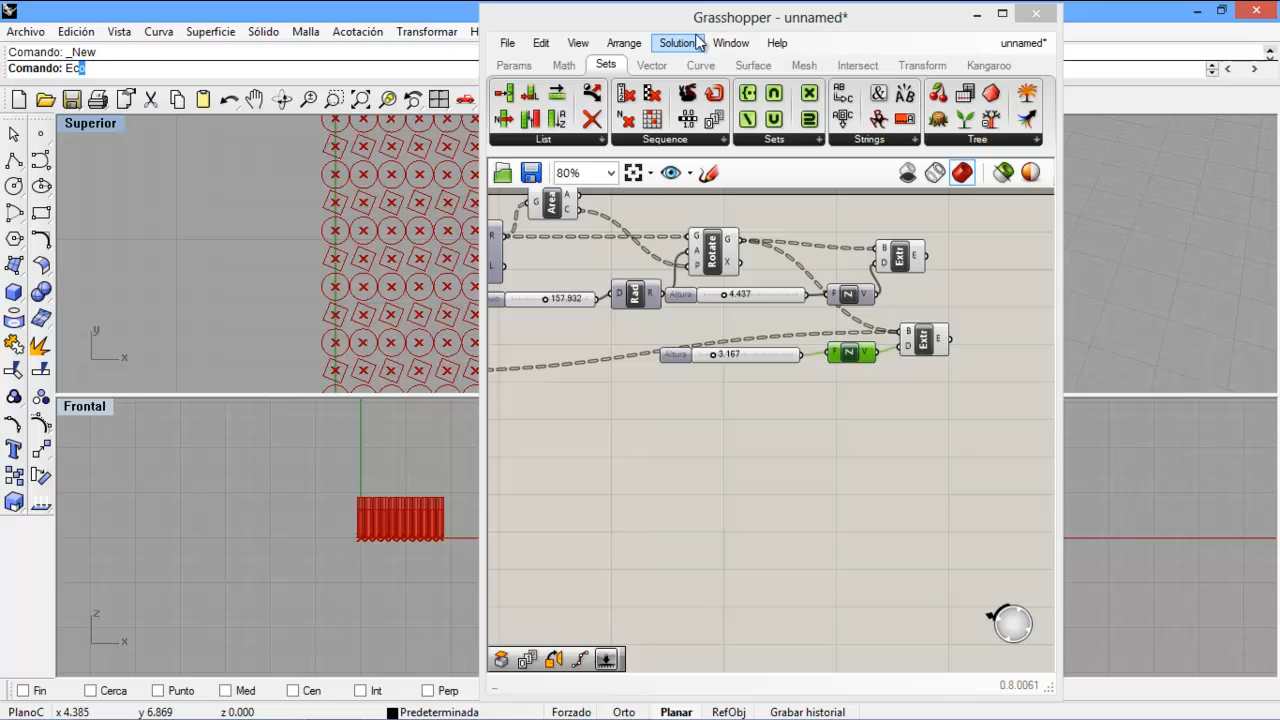 Grasshopper - unnamed*
Archivo Edición Vista Curva Superficie Sólido Malla Acotación Transformar H
File Edit View Arrange Solution Window Help unnamed*
Comando: _New
Comando: Eco
Params Math Sets Vector Curve Surface Mesh Intersect Transform Kangaroo
List Sequence Sets Strings Tree
80%
Superior
G Area A C
R L
G A P Rotate G X
B D Extr E
157.932 D Rad R Altura 4.437 F Z V
Altura 3.167 F Z V
B D Extr E
y x
Frontal
z x
0.8.0061
Fin Cerca Punto Med Cen Int Perp
PlanoC x 4.385 y 6.869 z 0.000 Predeterminada Forzado Orto Planar RefObj Grabar historial